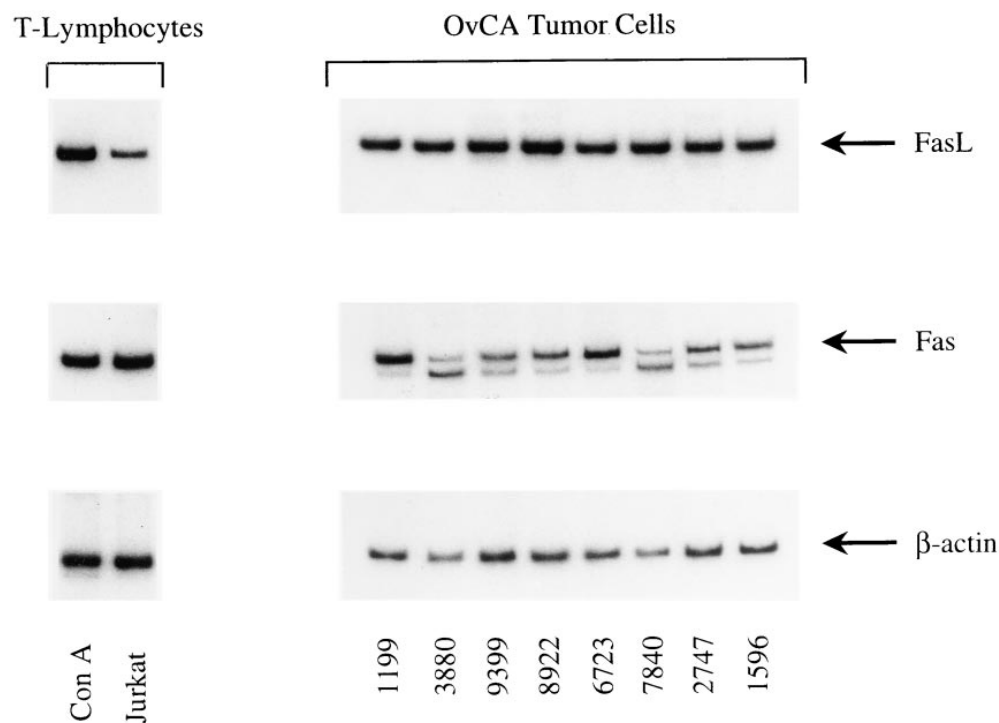 T-Lymphocytes
OvCA Tumor Cells
FasL
Fas
β-actin
Con A
Jurkat
1199
3880
9399
8922
6723
7840
2747
1596